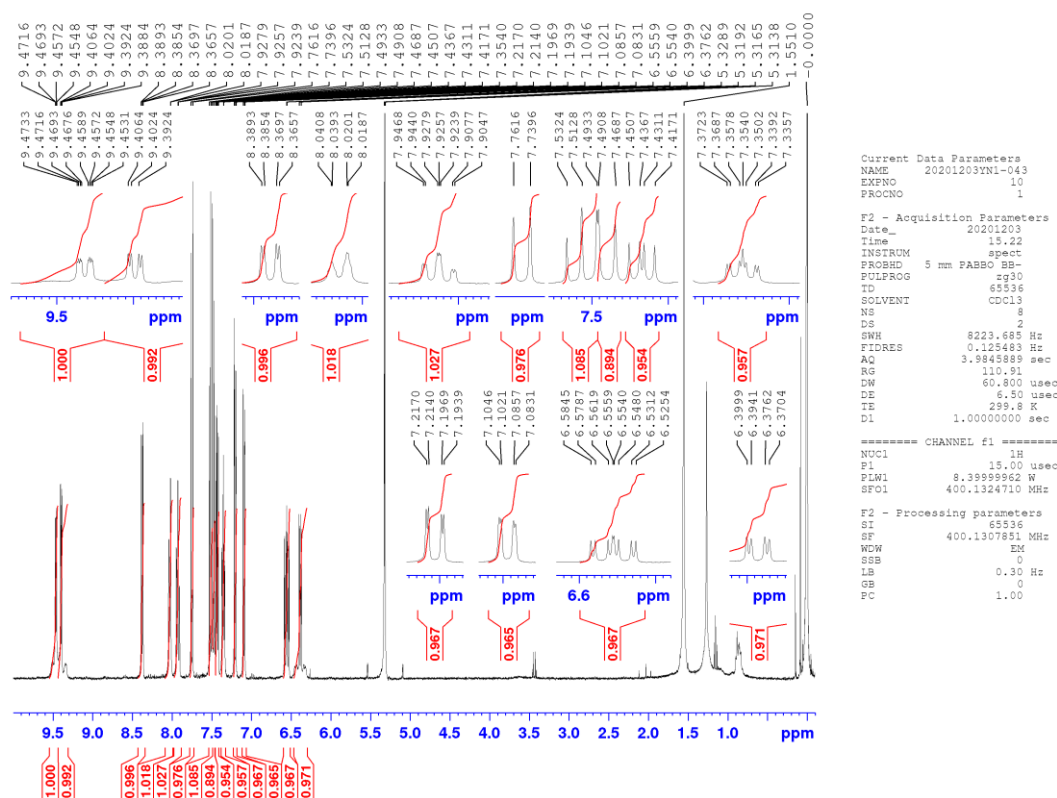 9.4716
9.4693
9.4572
9.4548
9.4064
9.4024
9.3924
9.3884
8.3893
8.3854
8.3697
8.3657
8.0201
8.0187
7.9279
7.9257
7.9239
7.7616
7.7396
7.5324
7.5128
7.4933
7.4908
7.4687
7.4507
7.4367
7.4311
7.4171
7.3540
7.2170
7.2140
7.1969
7.1939
7.1046
7.1021
7.0857
7.0831
6.5559
6.5540
6.3999
6.3762
5.3289
5.3192
5.3165
5.3138
1.5510
-0.0000
9.4733
9.4716
9.4693
9.4676
9.4589
9.4572
9.4548
9.4531
9.4064
9.4024
9.3924
8.3893
8.3854
8.3697
8.3657
8.0408
8.0393
8.0201
8.0187
7.9468
7.9440
7.9279
7.9257
7.9239
7.9077
7.9047
7.7616
7.7396
7.5324
7.5128
7.4933
7.4908
7.4687
7.4507
7.4367
7.4311
7.4171
7.3723
7.3687
7.3578
7.3540
7.3502
7.3392
7.3357
9.5 ppm
ppm
ppm
ppm
ppm
7.5 ppm
ppm
1.000
0.992
0.996
1.018
1.027
0.976
1.085
0.894
0.954
0.957
7.2170
7.2140
7.1969
7.1939
7.1046
7.1021
7.0857
7.0831
6.5845
6.5787
6.5619
6.5559
6.5540
6.5480
6.5312
6.5254
6.3999
6.3941
6.3762
6.3704
ppm
ppm
6.6 ppm
ppm
0.967
0.965
0.967
0.971
9.5 9.0 8.5 8.0 7.5 7.0 6.5 6.0 5.5 5.0 4.5 4.0 3.5 3.0 2.5 2.0 1.5 1.0 ppm
1.000
0.992
0.996
1.018
1.027
0.976
1.085
0.894
0.954
0.957
0.967
0.965
0.967
0.971
Current Data Parameters
NAME 20201203YN1-043
EXPNO 10
PROCNO 1
F2 - Acquisition Parameters
Date_ 20201203
Time 15.22
INSTRUM spect
PROBHD 5 mm PABBO BB-
PULPROG zg30
TD 65536
SOLVENT CDCl3
NS 8
DS 2
SWH 8223.685 Hz
FIDRES 0.125483 Hz
AQ 3.9845889 sec
RG 110.91
DW 60.800 usec
DE 6.50 usec
TE 299.8 K
D1 1.00000000 sec
======== CHANNEL f1 ========
NUC1 1H
P1 15.00 usec
PLW1 8.39999962 W
SFO1 400.1324710 MHz
F2 - Processing parameters
SI 65536
SF 400.1307851 MHz
WDW EM
SSB 0
LB 0.30 Hz
GB 0
PC 1.00